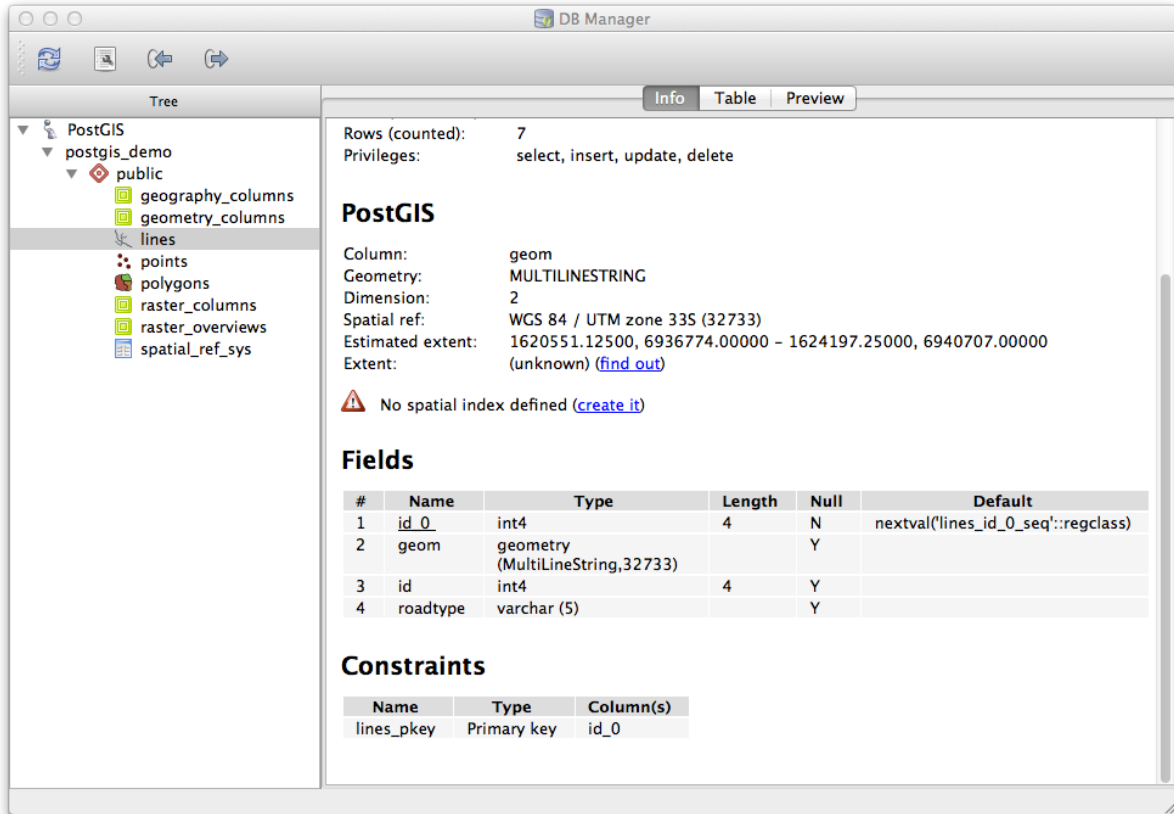 DB Manager
Tree
Info Table Preview
PostGIS
postgis_demo
public
geography_columns
geometry_columns
lines
points
polygons
raster_columns
raster_overviews
spatial_ref_sys
Rows (counted): 7
Privileges: select, insert, update, delete
PostGIS
Column: geom
Geometry: MULTILINESTRING
Dimension: 2
Spatial ref: WGS 84 / UTM zone 33S (32733)
Estimated extent: 1620551.12500, 6936774.00000 - 1624197.25000, 6940707.00000
Extent: (unknown) (find out)
No spatial index defined (create it)
Fields
# Name Type Length Null Default
1 id_0 int4 4 N nextval('lines_id_0_seq'::regclass)
2 geom geometry Y
(MultiLineString,32733)
3 id int4 4 Y
4 roadtype varchar (5) Y
Constraints
Name Type Column(s)
lines_pkey Primary key id_0